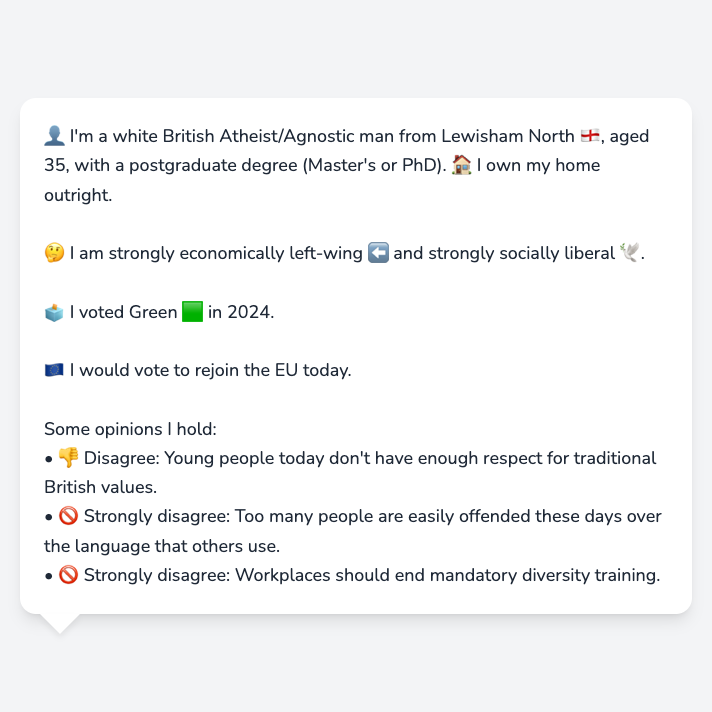 👤 I'm a white British Atheist/Agnostic man from Lewisham North 🏴󠁧󠁢󠁥󠁮󠁧󠁿, aged
35, with a postgraduate degree (Master's or PhD). 🏠 I own my home
outright.
🤔 I am strongly economically left-wing ⬅️ and strongly socially liberal 🕊️.
🗳️ I voted Green 🟩 in 2024.
🇪🇺 I would vote to rejoin the EU today.
Some opinions I hold:
• 👎 Disagree: Young people today don't have enough respect for traditional
British values.
• 🚫 Strongly disagree: Too many people are easily offended these days over
the language that others use.
• 🚫 Strongly disagree: Workplaces should end mandatory diversity training.